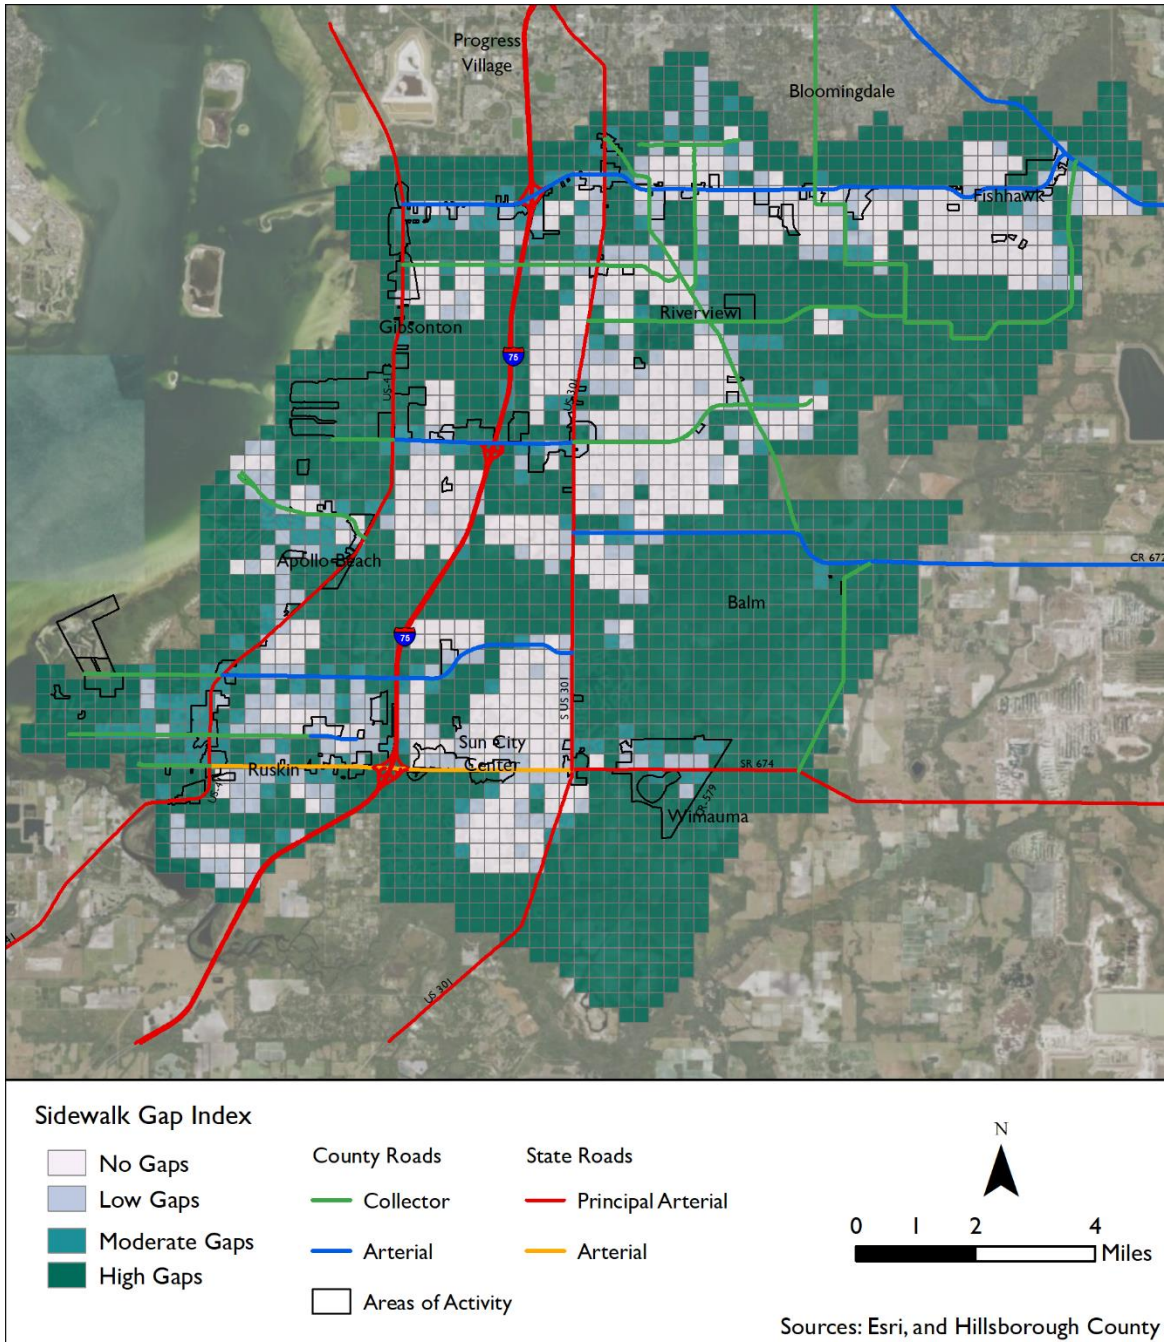 Progress
Village
Bloomingdale
Fishhawk
Gibsonton
Riverview
75
US-41
US 301
Apollo Beach
CR 672
Balm
75
S US 301
Sun City
Center
Ruskin
SR 674
US-41
CR-579
Wimauma
41
US 301
Sidewalk Gap Index
No Gaps
Low Gaps
Moderate Gaps
High Gaps
County Roads
Collector
Arterial
Areas of Activity
State Roads
Principal Arterial
Arterial
N
0 1 2 4
Miles
Sources: Esri, and Hillsborough County